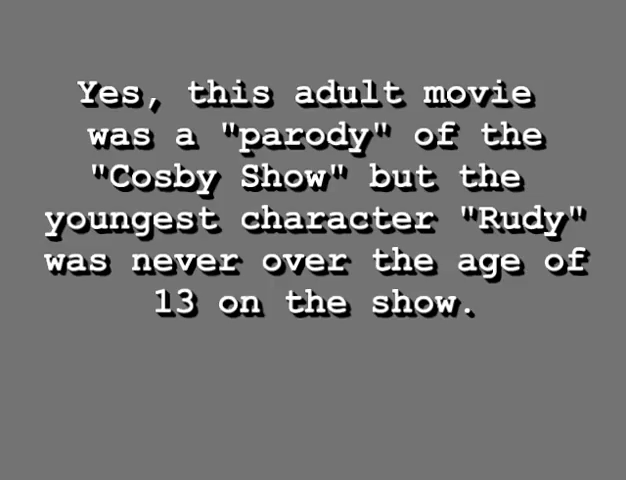 Yes, this adult movie
was a "parody" of the
"Cosby Show" but the
youngest character "Rudy"
was never over the age of
13 on the show.